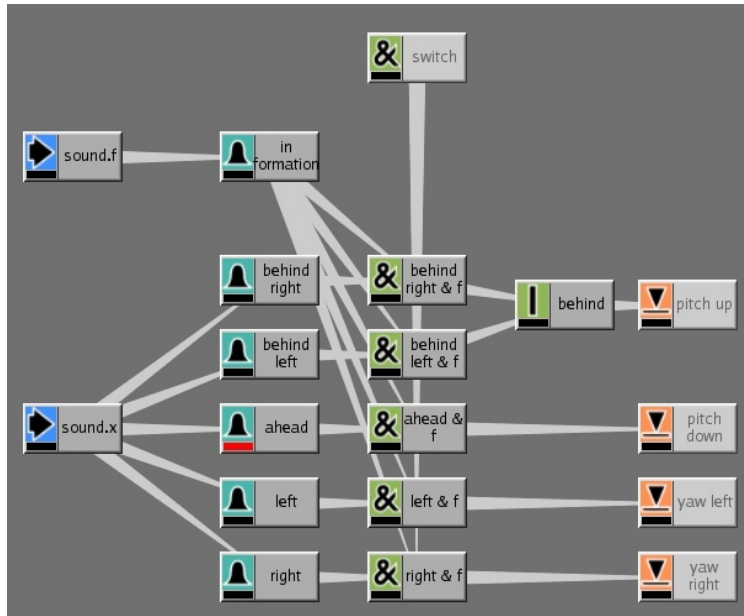 switch
sound.f
in
formation
behind
right
behind
right & f
behind
pitch up
behind
left
behind
left & f
sound.x
ahead
ahead &
f
pitch
down
left
left & f
yaw left
right
right & f
yaw
right